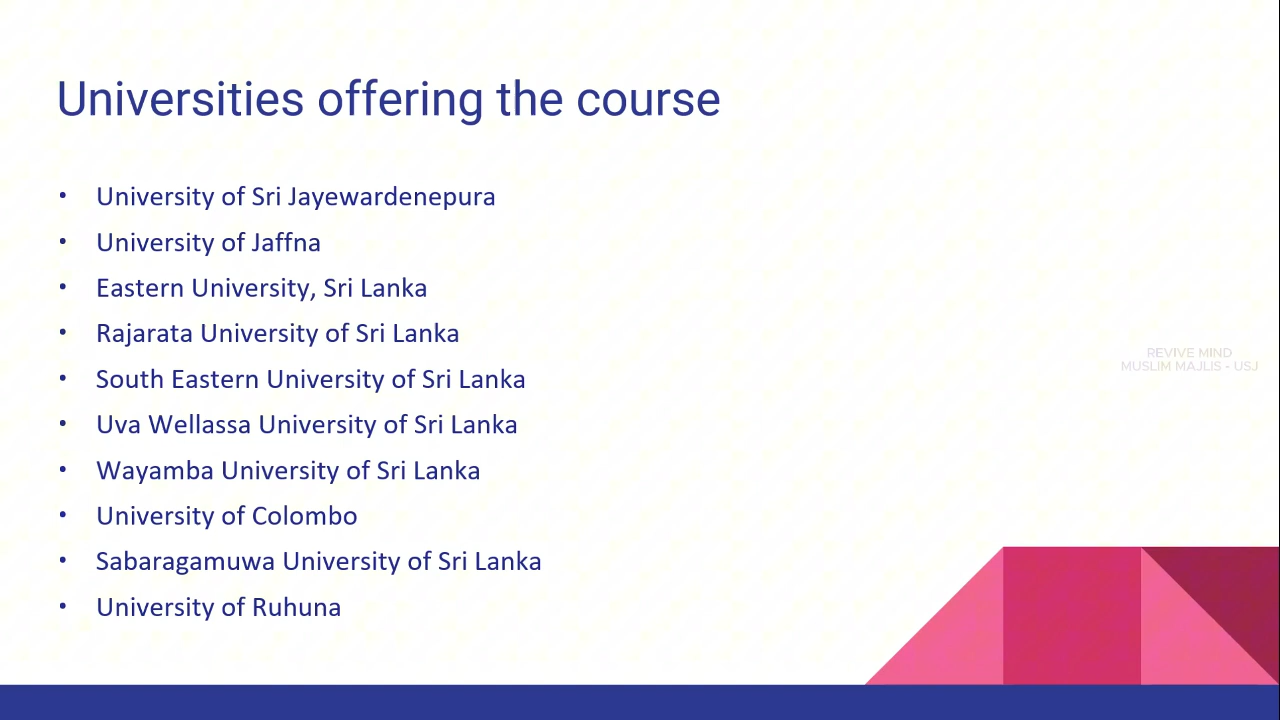 Universities offering the course
• University of Sri Jayewardenepura
• University of Jaffna
• Eastern University, Sri Lanka
• Rajarata University of Sri Lanka
• South Eastern University of Sri Lanka
• Uva Wellassa University of Sri Lanka
• Wayamba University of Sri Lanka
• University of Colombo
• Sabaragamuwa University of Sri Lanka
• University of Ruhuna
REVIVE MIND
MUSLIM MAJLIS - USJ